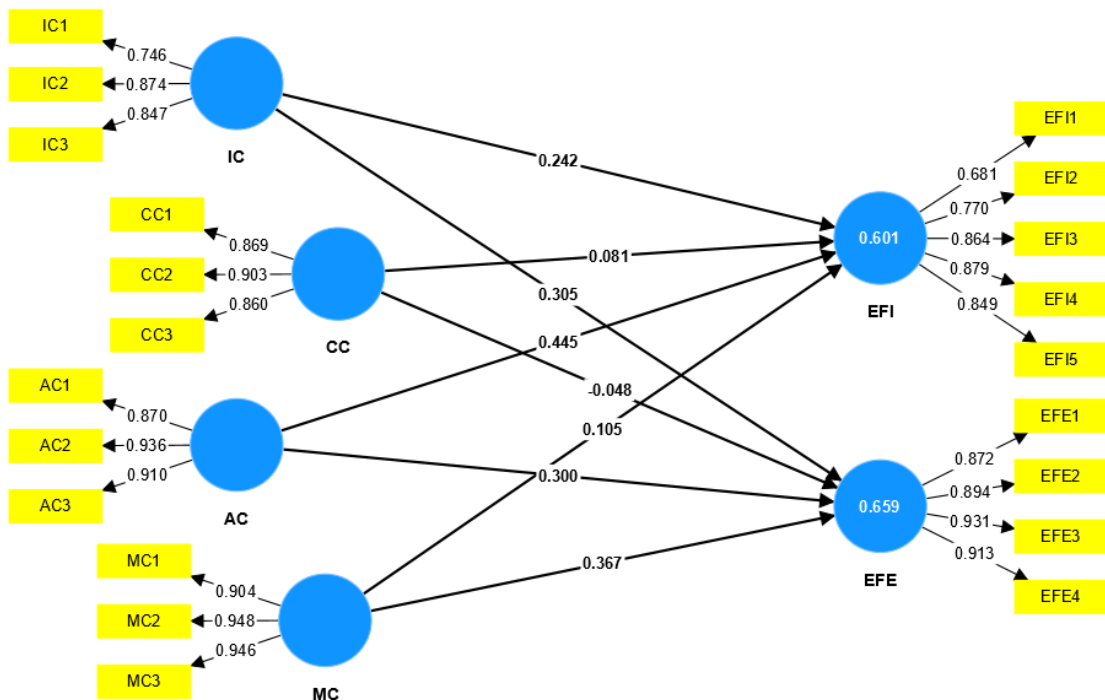 IC1
IC2
IC3
0.746
0.874
0.847
IC
CC1
CC2
CC3
0.869
0.903
0.860
CC
AC1
AC2
AC3
0.870
0.936
0.910
AC
MC1
MC2
MC3
0.904
0.948
0.946
MC
0.242
0.081
0.305
0.445
-0.048
0.105
0.300
0.367
0.601
EFI
0.681
0.770
0.864
0.879
0.849
EFI1
EFI2
EFI3
EFI4
EFI5
0.659
EFE
0.872
0.894
0.931
0.913
EFE1
EFE2
EFE3
EFE4